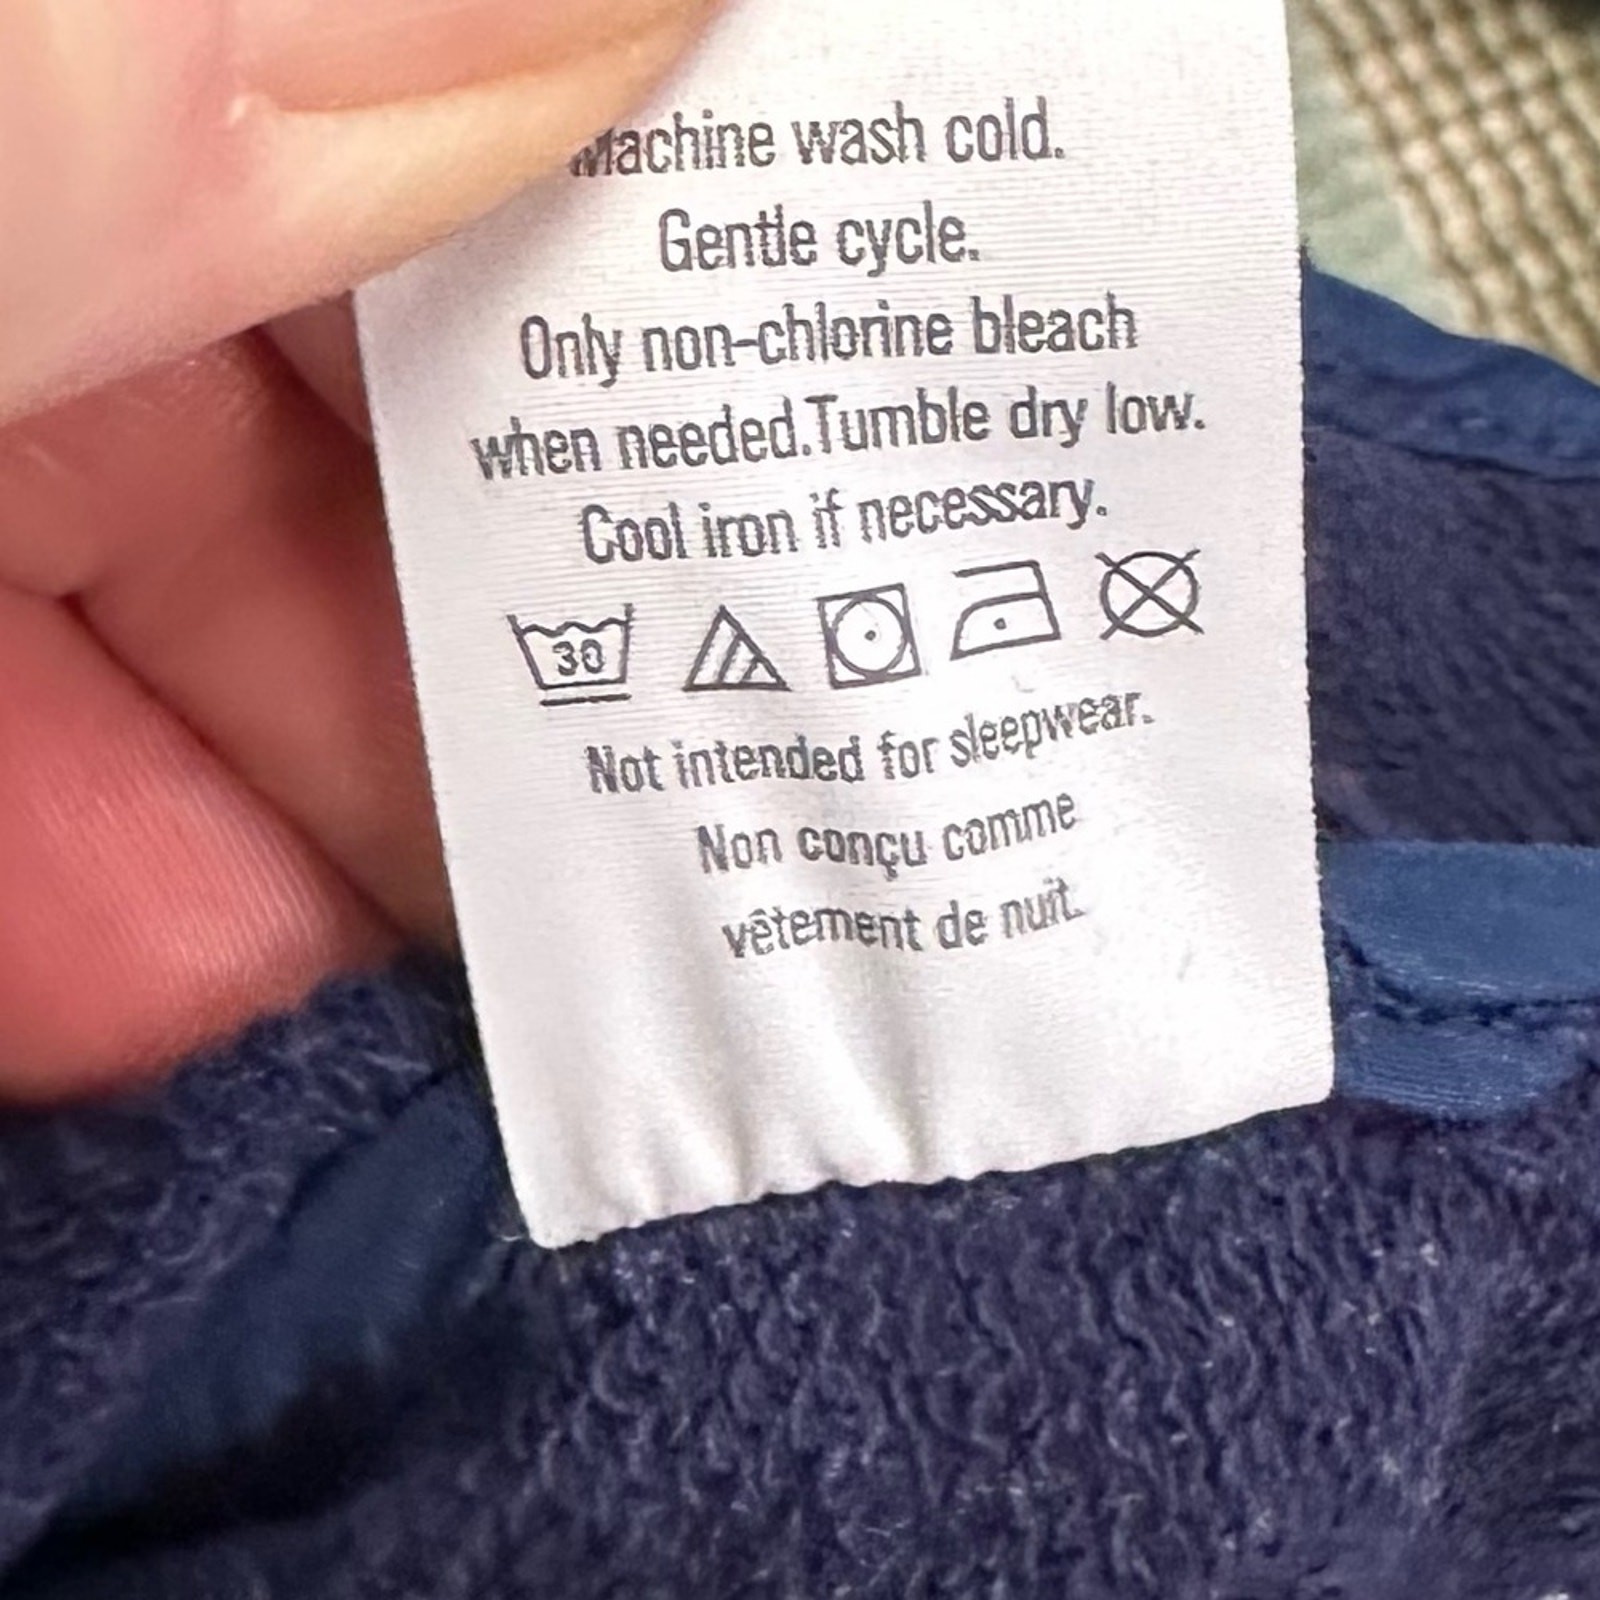 Machine wash cold.
Gentle cycle.
Only non-chlorine bleach
when needed.Tumble dry low.
Cool iron if necessary.
30
Not intended for sleepwear.
Non conçu comme
vêtement de nuit.